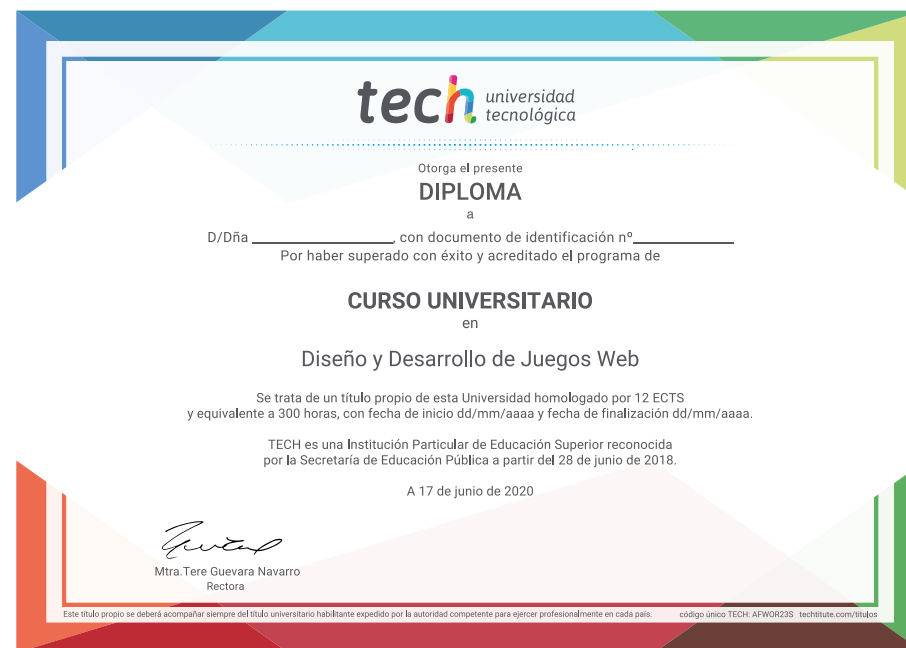 tech universidad
tecnológica
Otorga el presente
DIPLOMA
a
D/Dña ____________________, con documento de identificación nº______________
Por haber superado con éxito y acreditado el programa de
CURSO UNIVERSITARIO
en
Diseño y Desarrollo de Juegos Web
Se trata de un título propio de esta Universidad homologado por 12 ECTS
y equivalente a 300 horas, con fecha de inicio dd/mm/aaaa y fecha de finalización dd/mm/aaaa.
TECH es una Institución Particular de Educación Superior reconocida
por la Secretaría de Educación Pública a partir del 28 de junio de 2018.
A 17 de junio de 2020
Mtra.Tere Guevara Navarro
Rectora
Este título propio se deberá acompañar siempre del título universitario habilitante expedido por la autoridad competente para ejercer profesionalmente en cada país. código único TECH: AFWOR23S techtitute.com/titulos